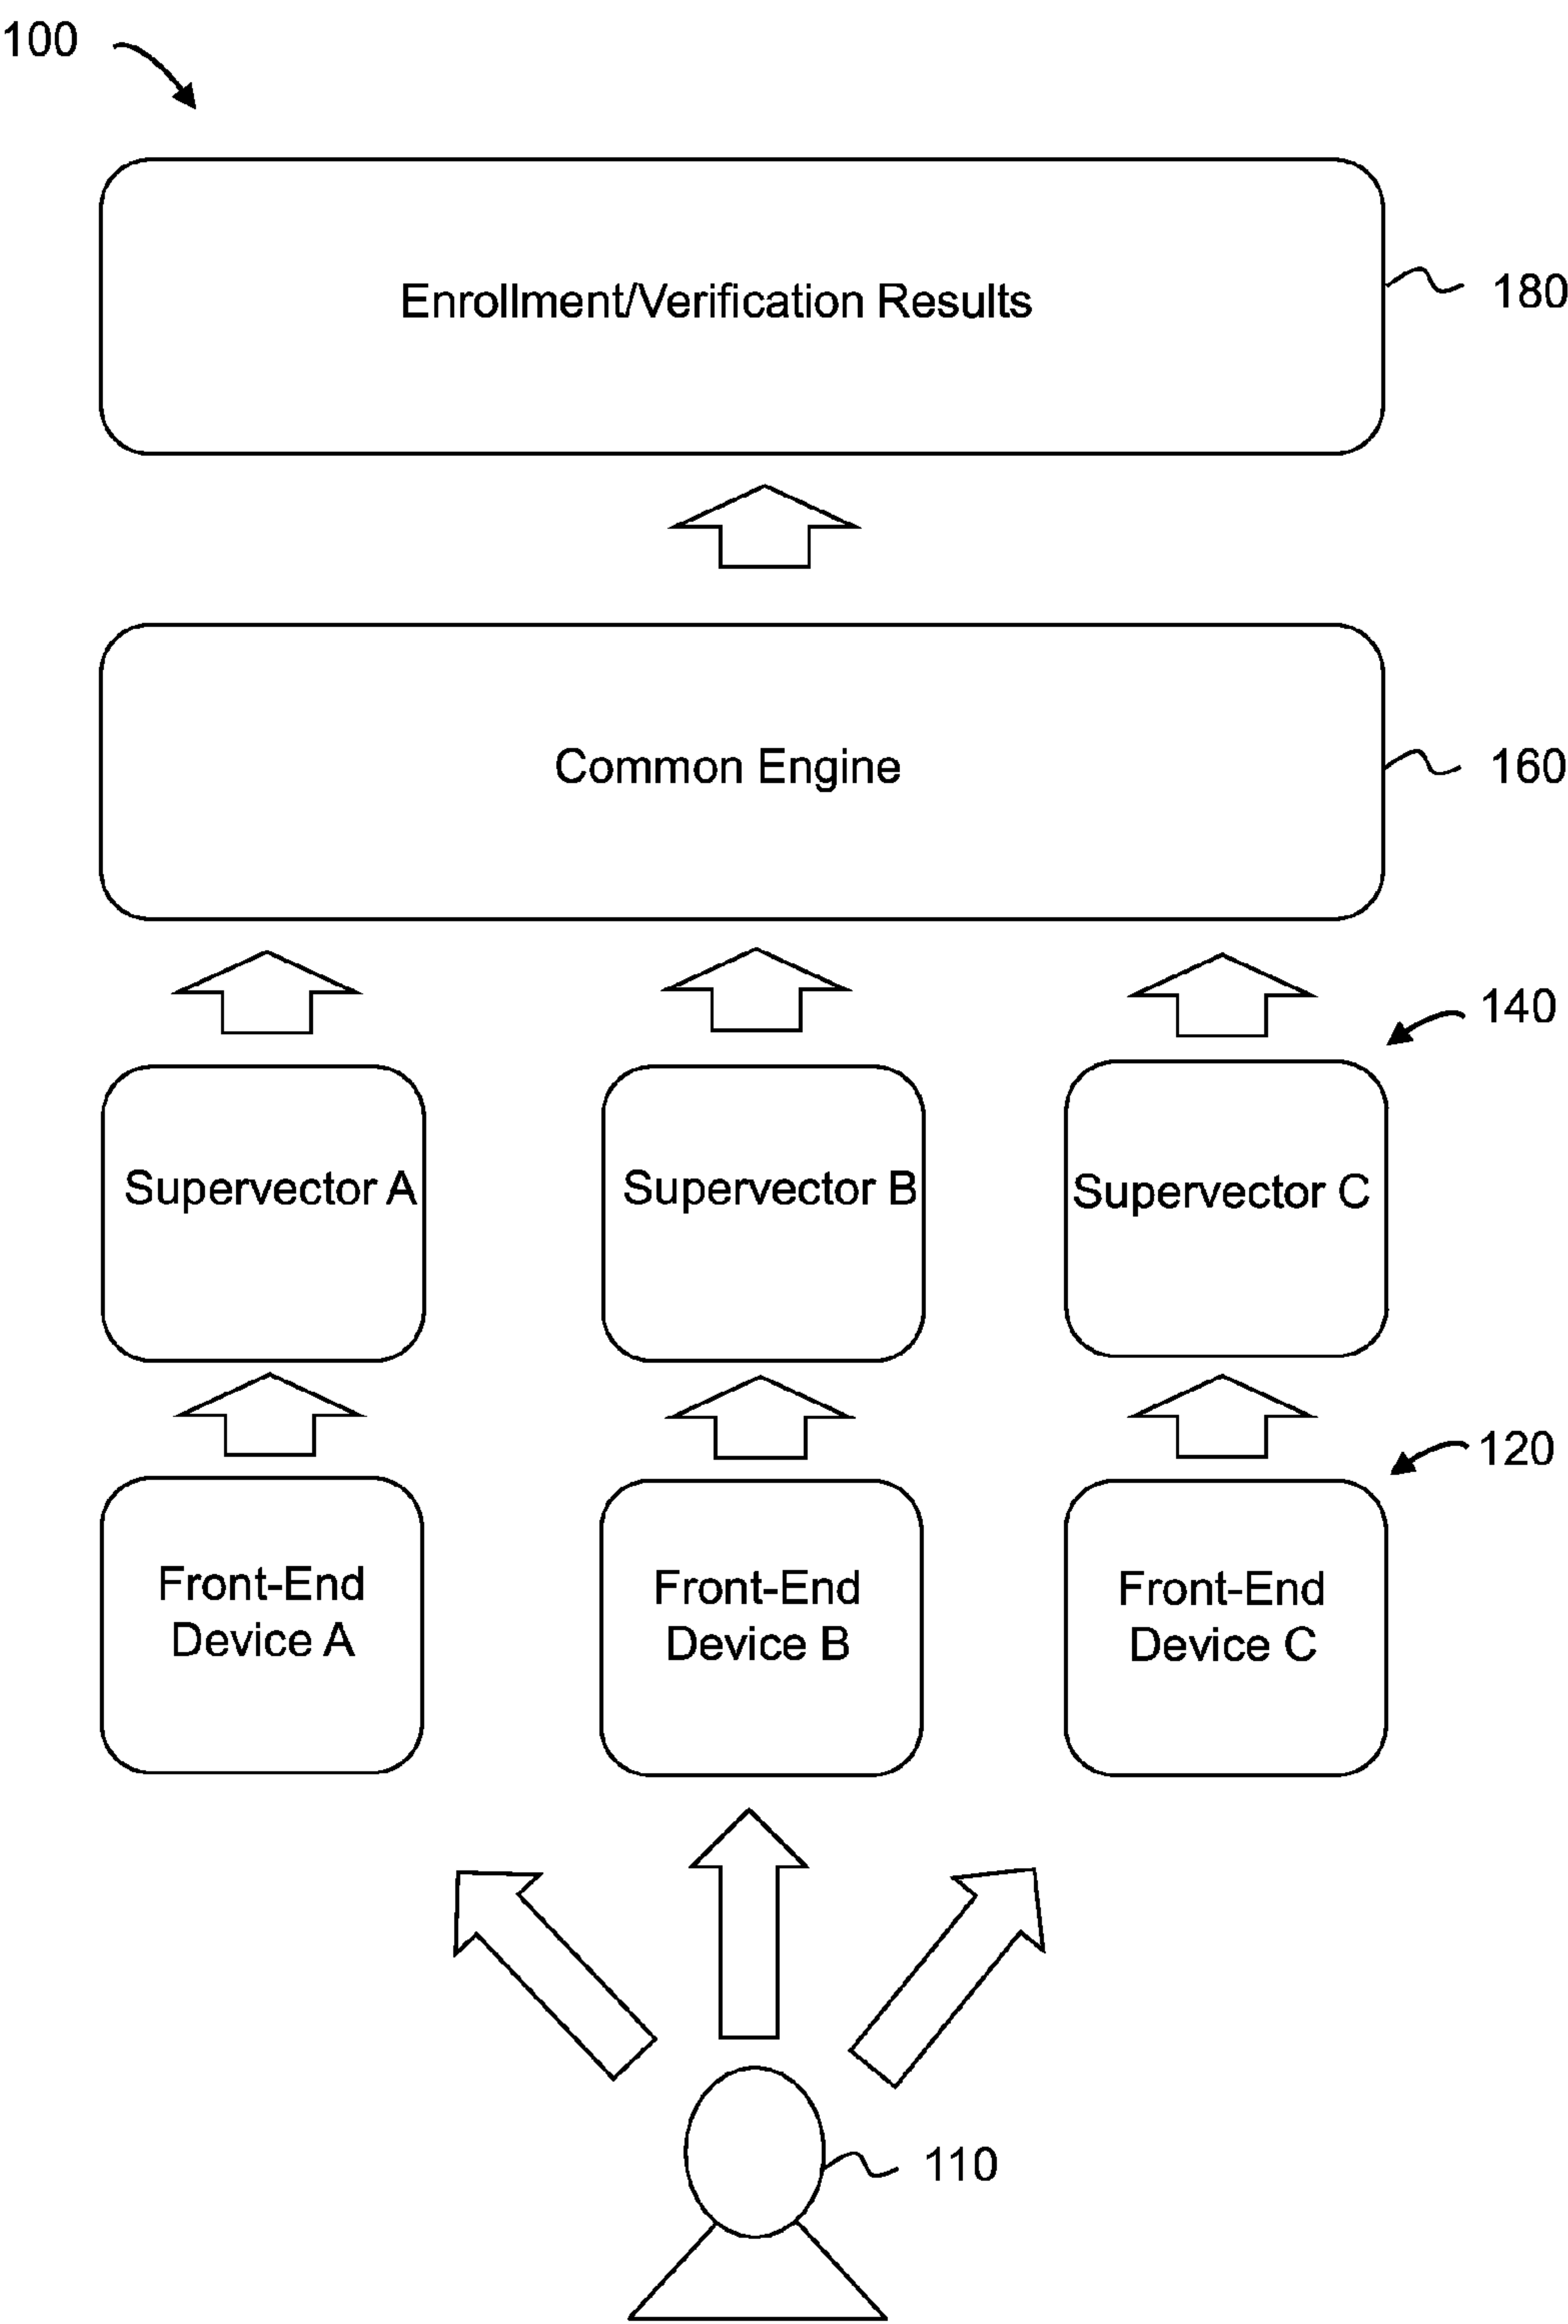 100
Enrollment/Verification Results
180
Common Engine
160
140
Supervector A
Supervector B
Supervector C
120
Front-End
Device A
Front-End
Device B
Front-End
Device C
110